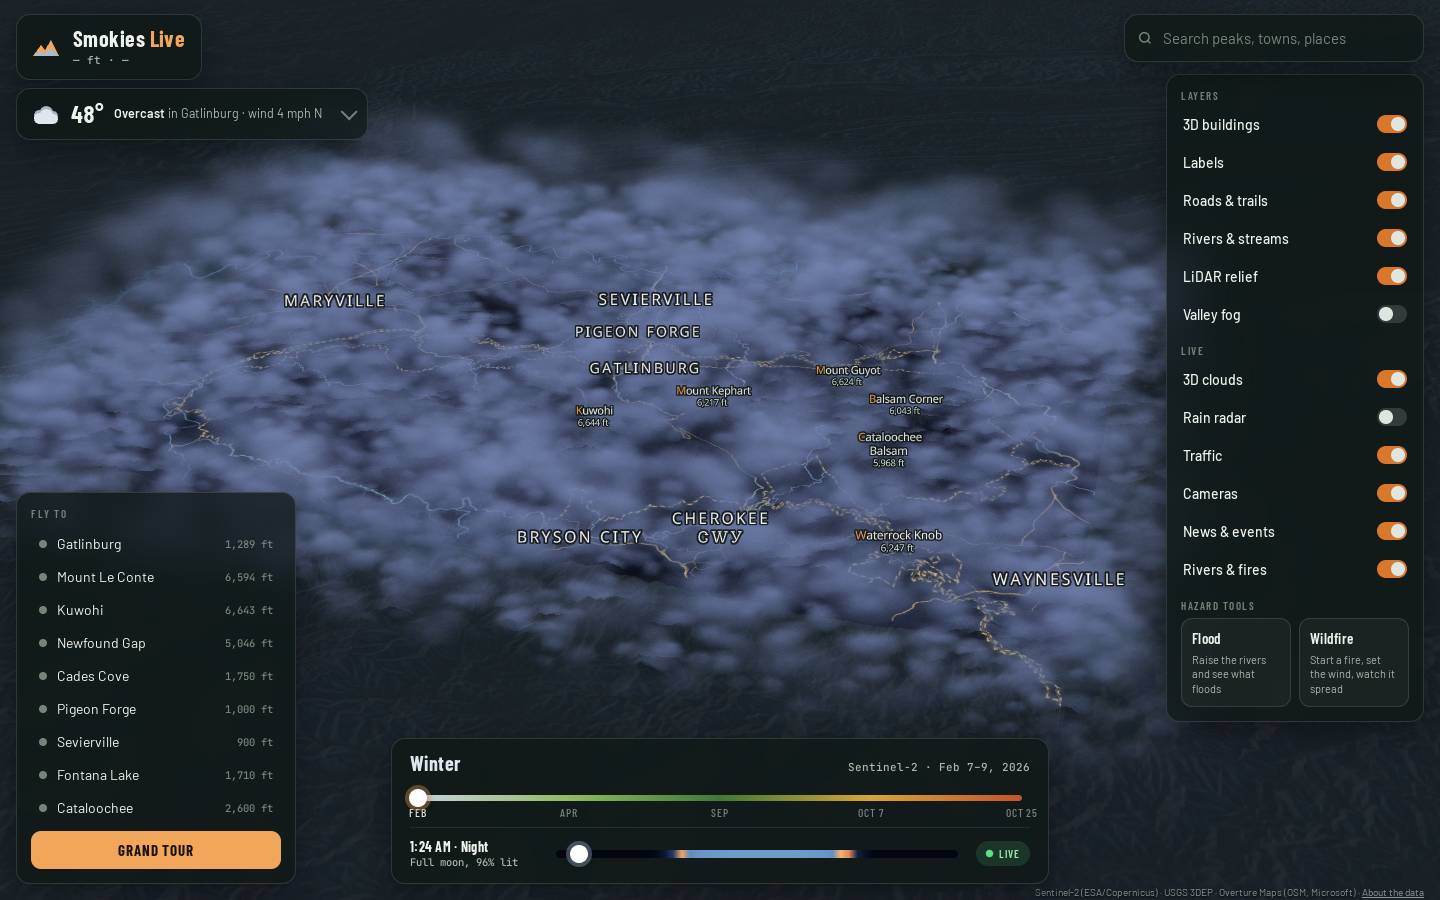 Smokies Live
– ft · –
48° Overcast in Gatlinburg · wind 4 mph N
Search peaks, towns, places
LAYERS
3D buildings
Labels
Roads & trails
Rivers & streams
LiDAR relief
Valley fog
LIVE
3D clouds
Rain radar
Traffic
Cameras
News & events
Rivers & fires
HAZARD TOOLS
Flood
Raise the rivers
and see what
floods
Wildfire
Start a fire, set
the wind, watch it
spread
MARYVILLE
SEVIERVILLE
PIGEON FORGE
GATLINBURG
Mount Guyot
6,624 ft
Mount Kephart
6,217 ft
Balsam Corner
6,043 ft
Kuwohi
6,644 ft
Cataloochee
Balsam
5,968 ft
CHEROKEE
ᏣᎳᎩ
BRYSON CITY
Waterrock Knob
6,247 ft
WAYNESVILLE
FLY TO
Gatlinburg 1,289 ft
Mount Le Conte 6,594 ft
Kuwohi 6,643 ft
Newfound Gap 5,046 ft
Cades Cove 1,750 ft
Pigeon Forge 1,000 ft
Sevierville 900 ft
Fontana Lake 1,710 ft
Cataloochee 2,600 ft
GRAND TOUR
Winter
Sentinel-2 · Feb 7–9, 2026
FEB APR SEP OCT 7 OCT 25
1:24 AM · Night
Full moon, 96% lit
LIVE
Sentinel-2 (ESA/Copernicus) · USGS 3DEP · Overture Maps (OSM, Microsoft) · About the data